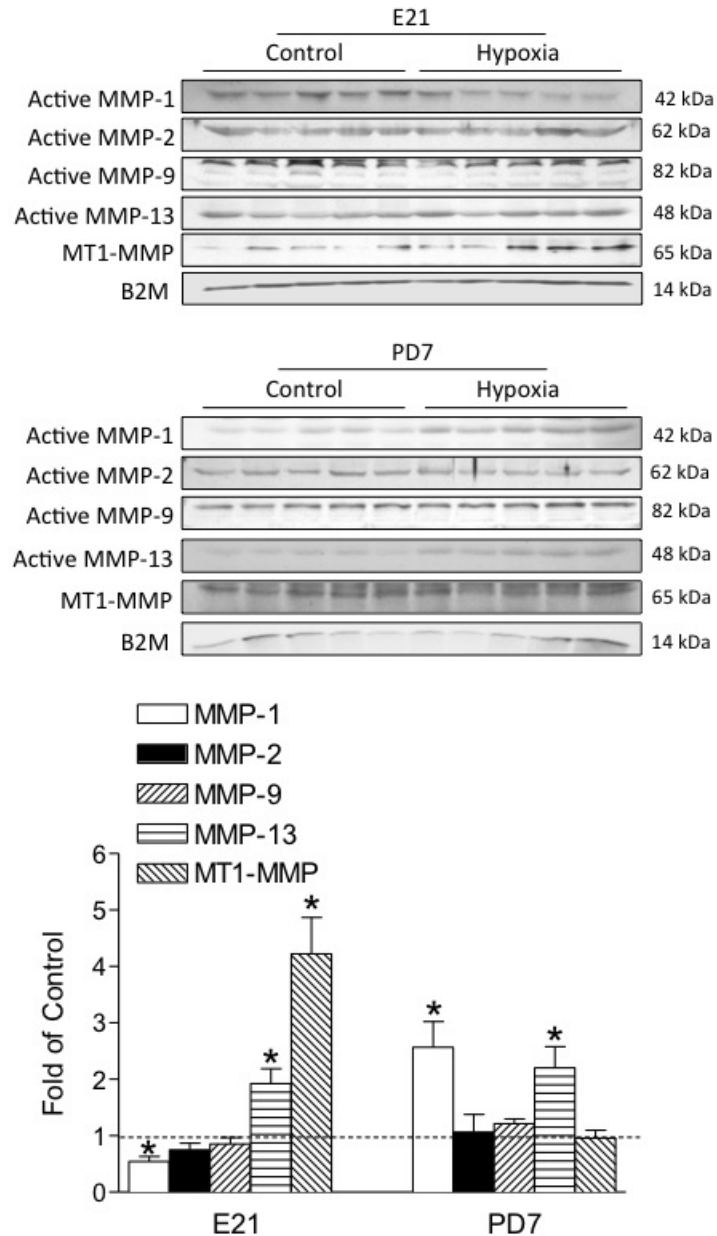 E21
Control Hypoxia
Active MMP-1 42 kDa
Active MMP-2 62 kDa
Active MMP-9 82 kDa
Active MMP-13 48 kDa
MT1-MMP 65 kDa
B2M 14 kDa
PD7
Control Hypoxia
Active MMP-1 42 kDa
Active MMP-2 62 kDa
Active MMP-9 82 kDa
Active MMP-13 48 kDa
MT1-MMP 65 kDa
B2M 14 kDa
MMP-1
MMP-2
MMP-9
MMP-13
MT1-MMP
Fold of Control
6
5
4
3
2
1
0
* * * * *
E21 PD7